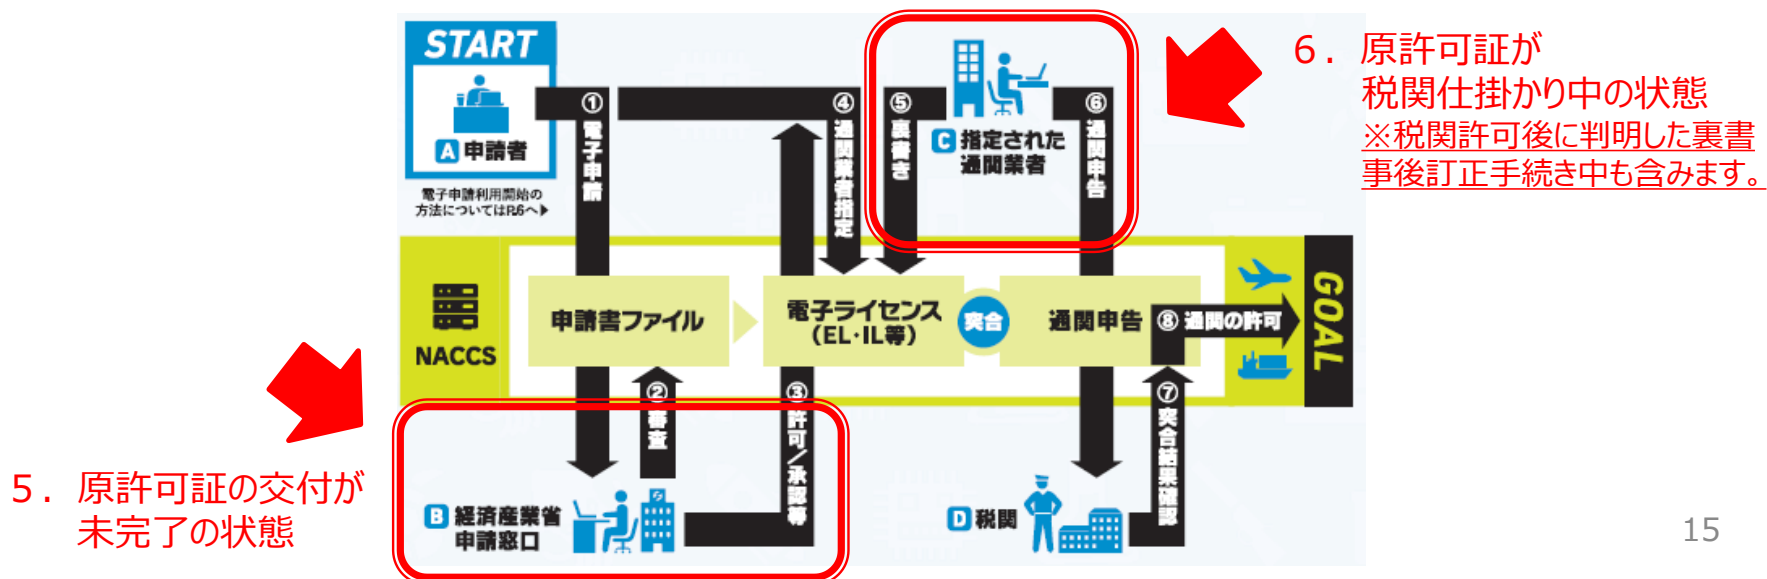 START
A 申請者
電子申請利用開始の
方法についてはP.6へ▶
①電子申請
④通関業者指定
⑤裏書き
C 指定された
通関業者
⑥通関申告
6．原許可証が
税関仕掛かり中の状態
※税関許可後に判明した裏書
事後訂正手続き中も含みます。
NACCS
申請書ファイル
電子ライセンス
(EL・IL等)
突合
通関申告
⑧通関の許可
GOAL
②審査
③許可／承認等
⑦突合結果確認
5．原許可証の交付が
未完了の状態
B 経済産業省
申請窓口
D 税関
15